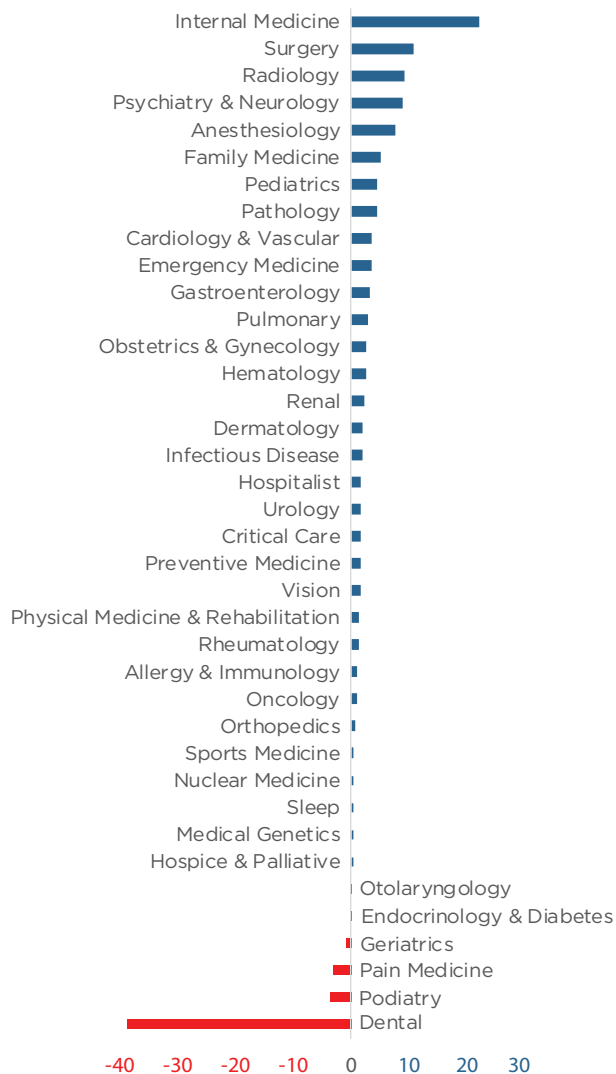 Internal Medicine
Surgery
Radiology
Psychiatry & Neurology
Anesthesiology
Family Medicine
Pediatrics
Pathology
Cardiology & Vascular
Emergency Medicine
Gastroenterology
Pulmonary
Obstetrics & Gynecology
Hematology
Renal
Dermatology
Infectious Disease
Hospitalist
Urology
Critical Care
Preventive Medicine
Vision
Physical Medicine & Rehabilitation
Rheumatology
Allergy & Immunology
Oncology
Orthopedics
Sports Medicine
Nuclear Medicine
Sleep
Medical Genetics
Hospice & Palliative
Otolaryngology
Endocrinology & Diabetes
Geriatrics
Pain Medicine
Podiatry
Dental
-40 -30 -20 -10 0 10 20 30